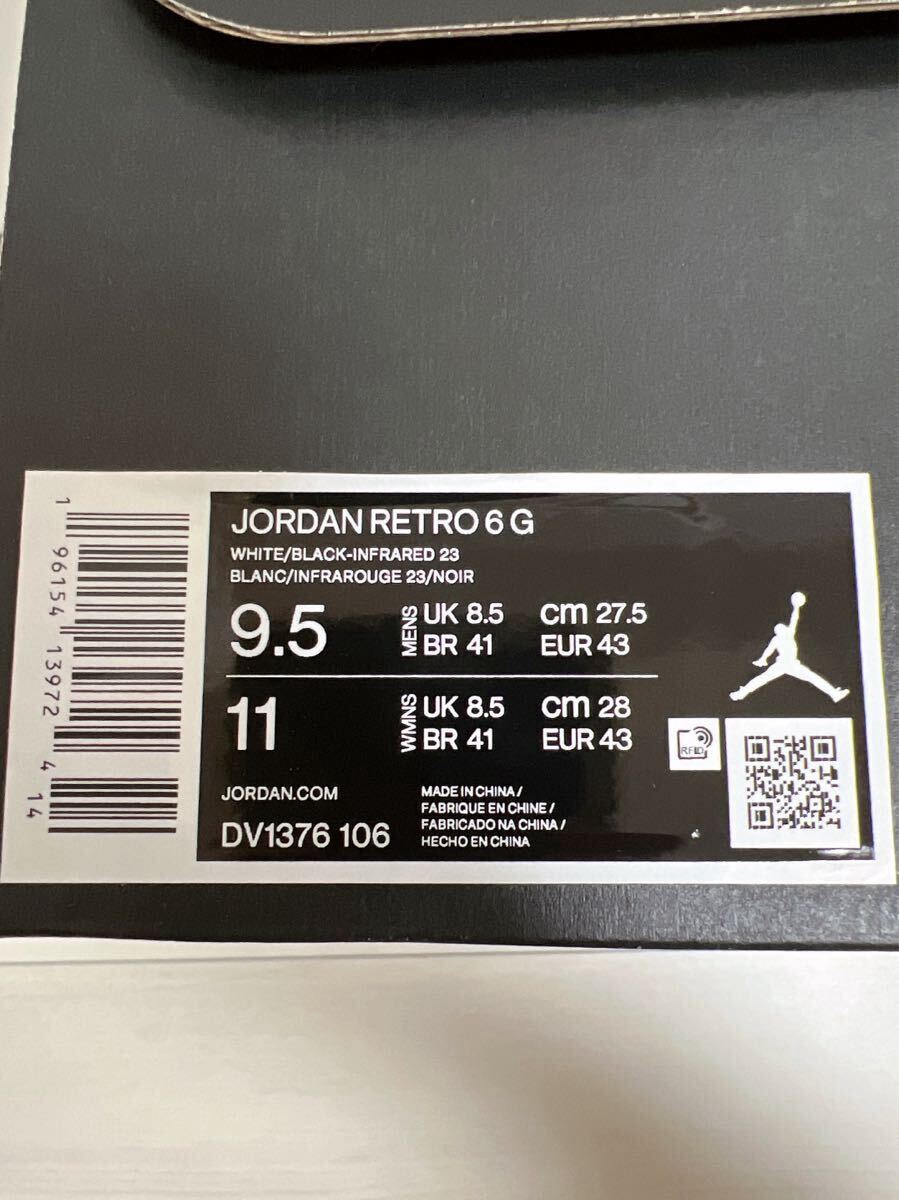 JORDAN RETRO 6 G
WHITE/BLACK-INFRARED 23
BLANC/INFRAROUGE 23/NOIR
9.5 MENS UK 8.5 cm 27.5
BR 41 EUR 43
11 WMNS UK 8.5 cm 28
BR 41 EUR 43
RFID
JORDAN.COM
DV1376 106
MADE IN CHINA /
FABRIQUE EN CHINE /
FABRICADO NA CHINA /
HECHO EN CHINA
1 96154 13972 4 14